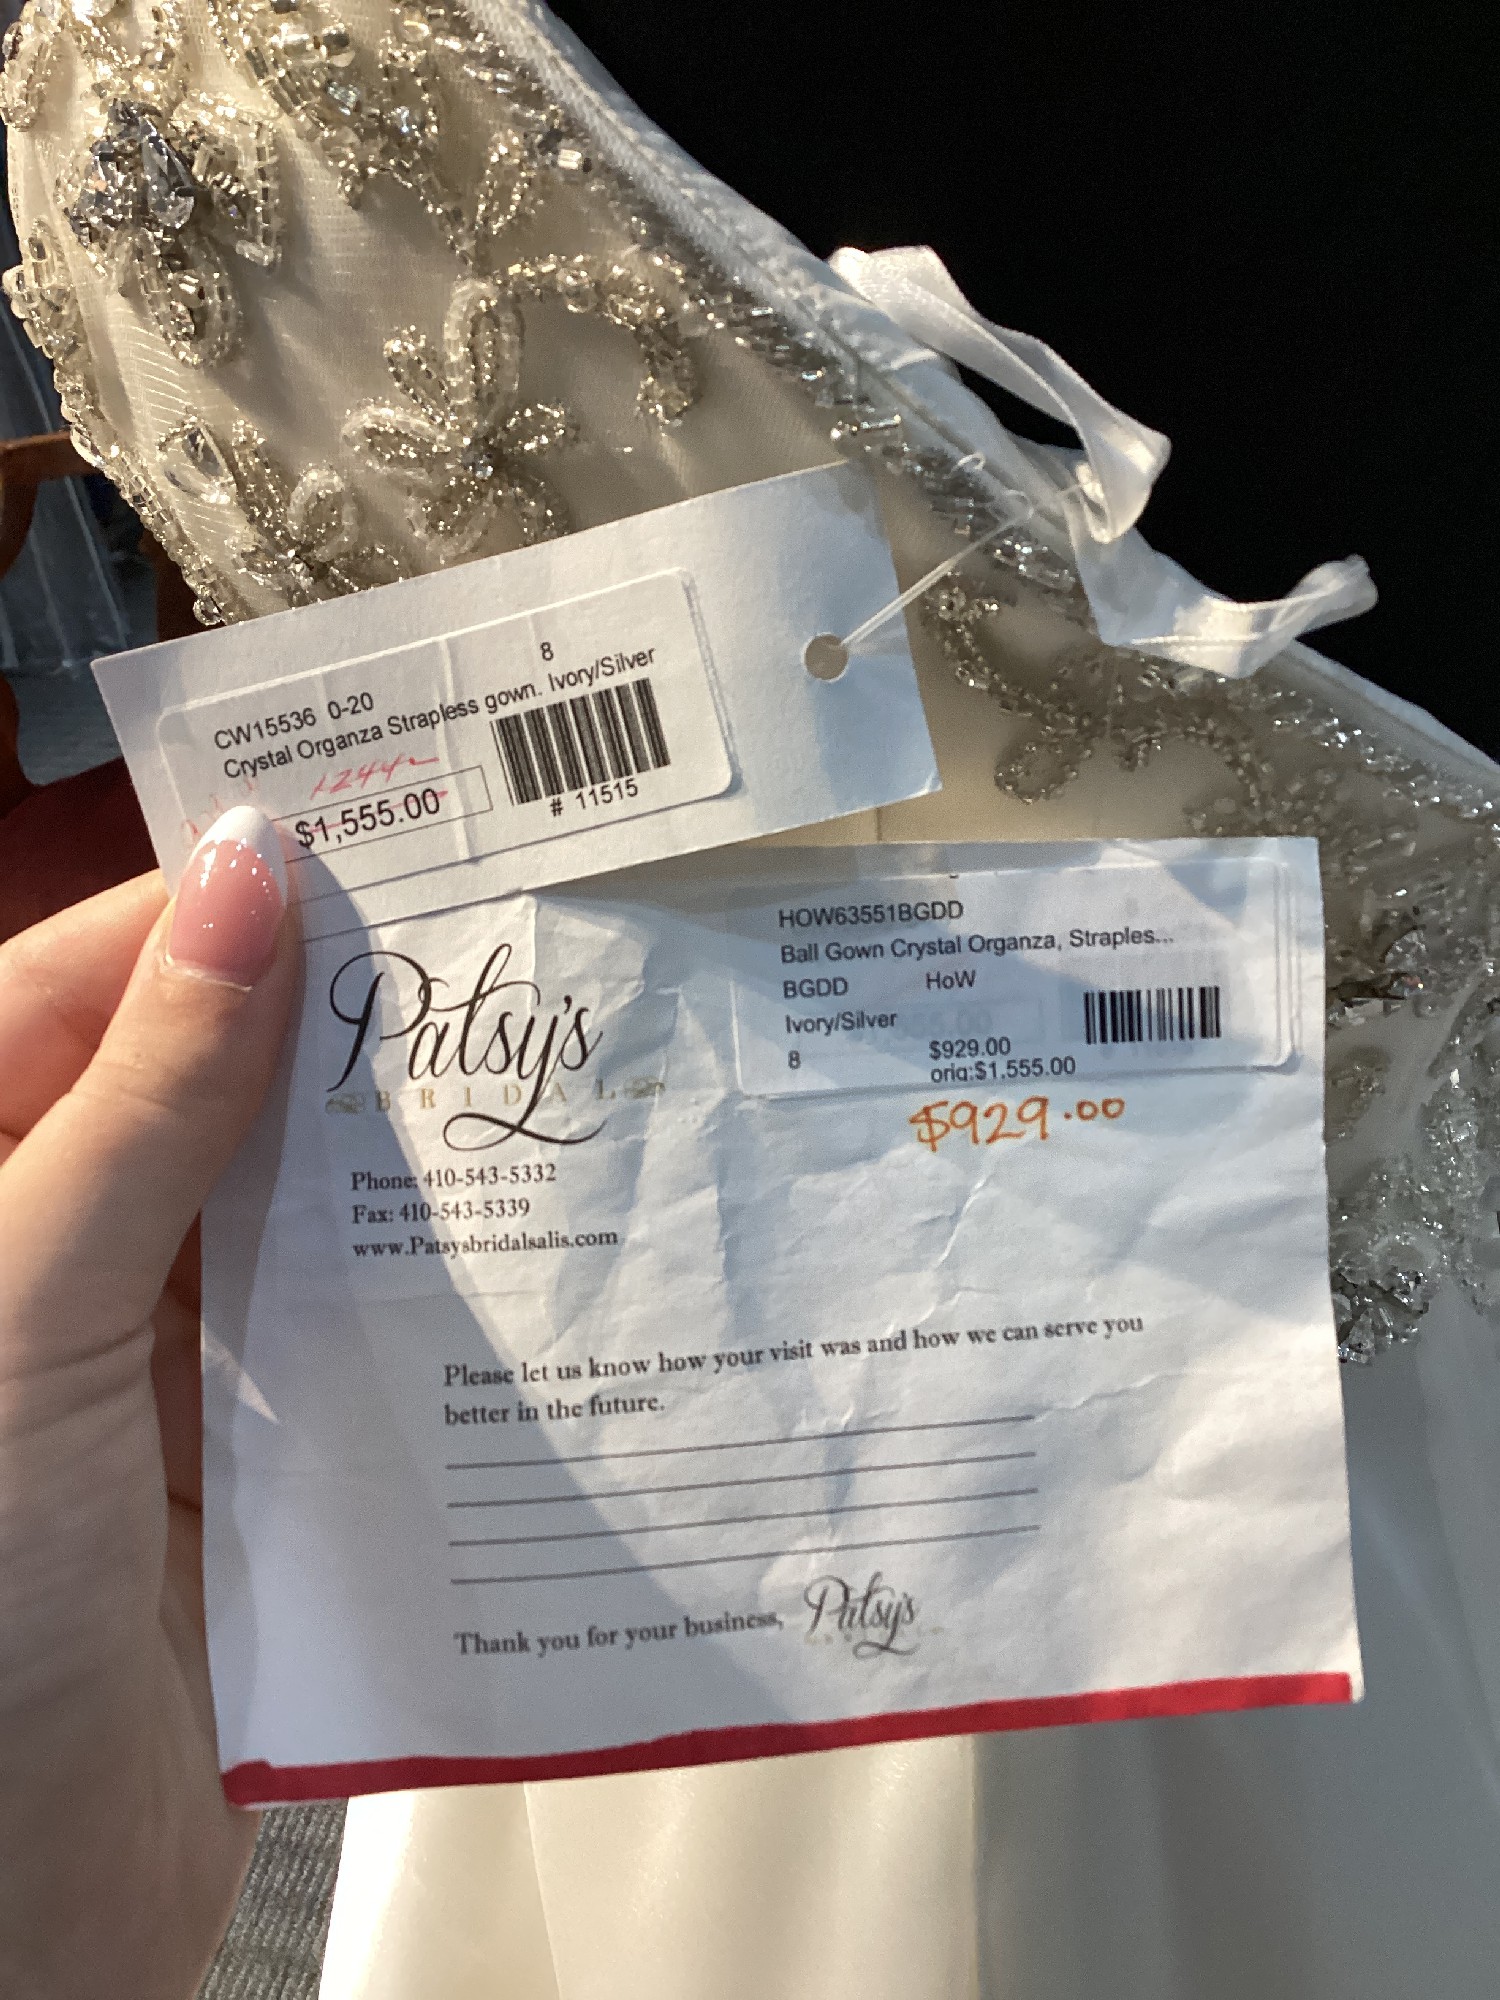 8
CW15536 0-20
Crystal Organza Strapless gown. Ivory/Silver
1244
$1,555.00
# 11515
HOW63551BGDD
Ball Gown Crystal Organza, Straples...
BGDD HoW
Ivory/Silver
8 $929.00
orig:$1.555.00
$929.00
Patsy's
BRIDAL
Phone: 410-543-5332
Fax: 410-543-5339
www.Patsysbridalsalis.com
Please let us know how your visit was and how we can serve you
better in the future.
Thank you for your business, Patsy's